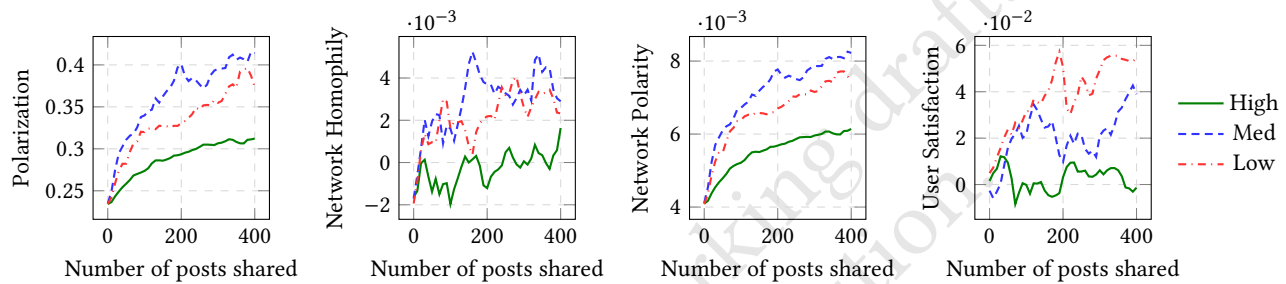 Polarization
0.4
0.35
0.3
0.25
0 200 400
Number of posts shared
·10⁻³
Network Homophily
4
2
0
−2
0 200 400
Number of posts shared
·10⁻³
Network Polarity
8
6
4
0 200 400
Number of posts shared
·10⁻²
User Satisfaction
6
4
2
0
0 200 400
Number of posts shared
High
Med
Low
draft